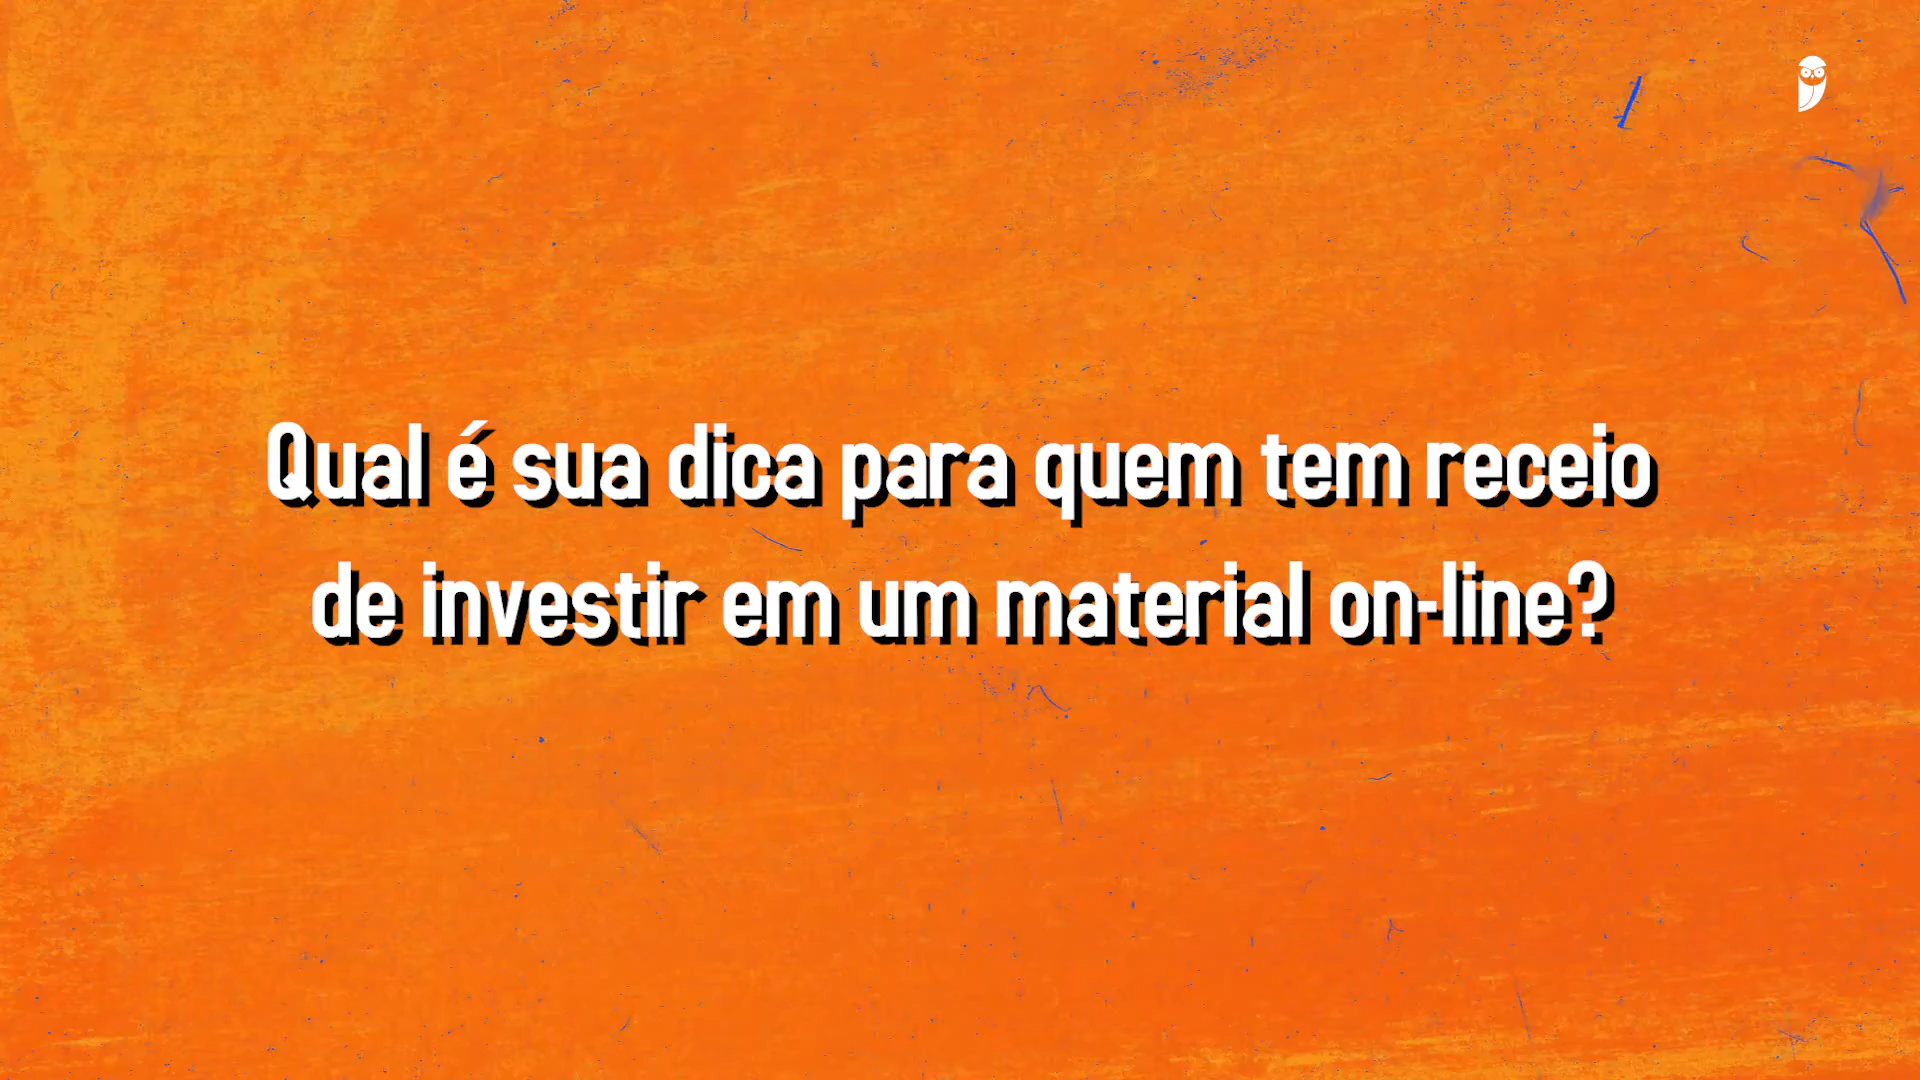 Qual é sua dica para quem tem receio
de investir em um material on-line?